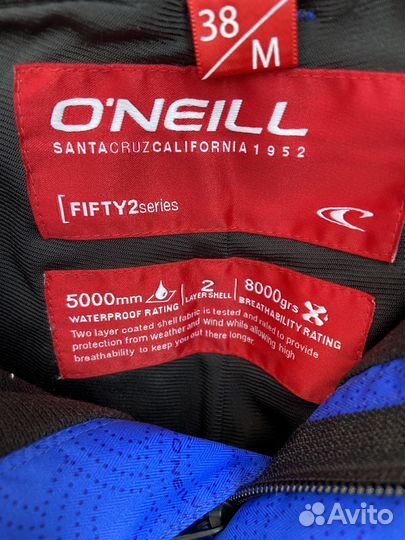 38/M
O'NEILL
SANTACRUZCALIFORNIA1952
[FIFTY2series
5000mm
WATERPROOF RATING
2
LAYER SHELL
8000grs
BREATHABILITY RATING
Two layer coated shell fabric is tested and rated to provide
protection from weather and wind while allowing high
breathability to keep you out there longer.
O'NEILL
Avito